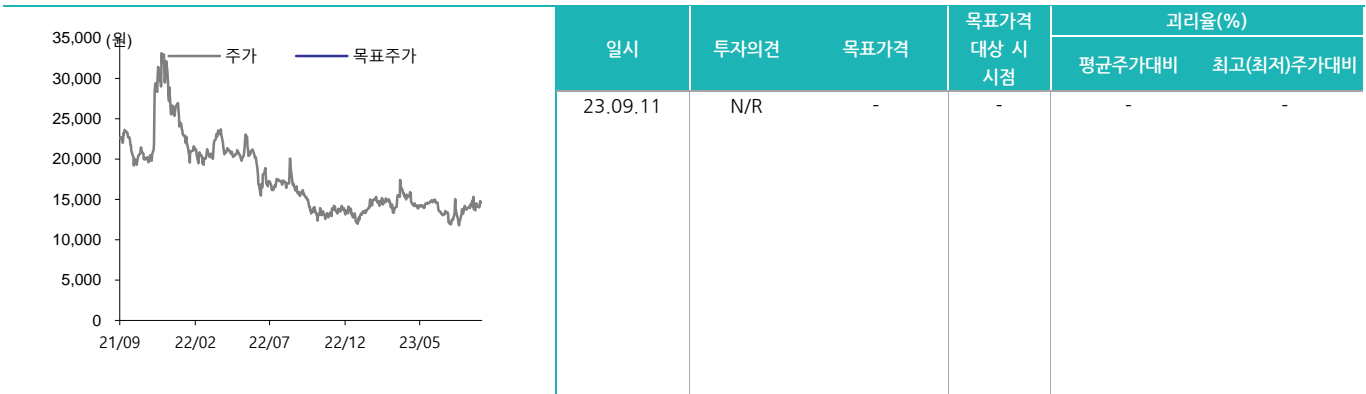 (원)
주가
목표주가
35,000
30,000
25,000
20,000
15,000
10,000
5,000
0
21/09 22/02 22/07 22/12 23/05
일시 투자의견 목표가격 목표가격 대상 시 시점 괴리율(%)
평균주가대비 최고(최저)주가대비
23.09.11 N/R - - - -